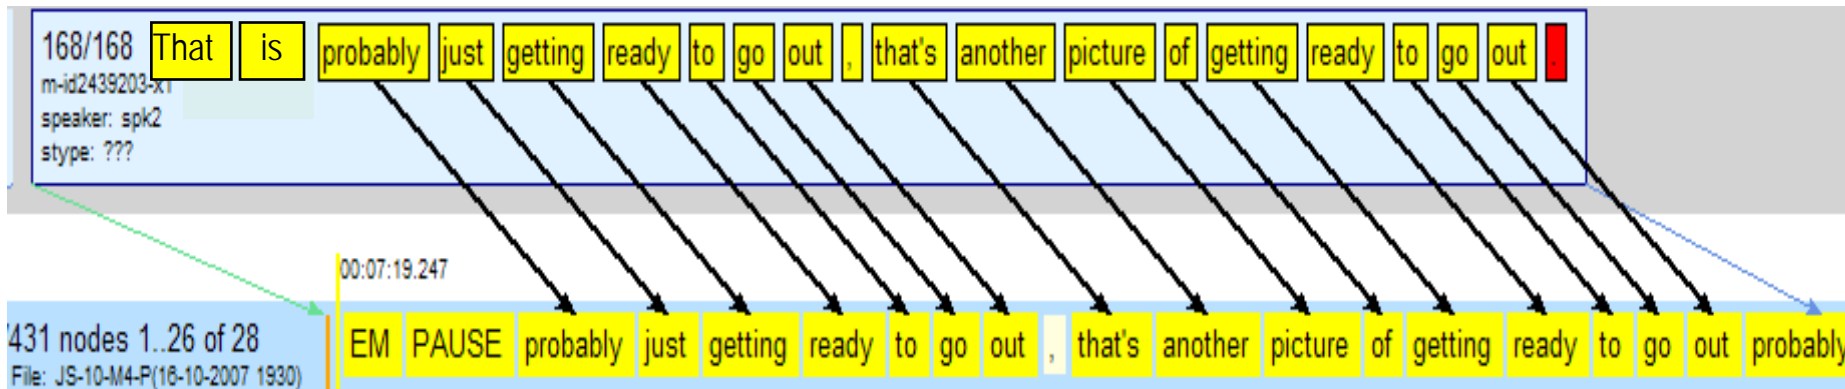 168/168 That is probably just getting ready to go out , that's another picture of getting ready to go out .
m-id2439203-x1
speaker: spk2
stype: ???
00:07:19.247
431 nodes 1..26 of 28 EM PAUSE probably just getting ready to go out , that's another picture of getting ready to go out probably
File: JS-10-M4-P(16-10-2007 1930)